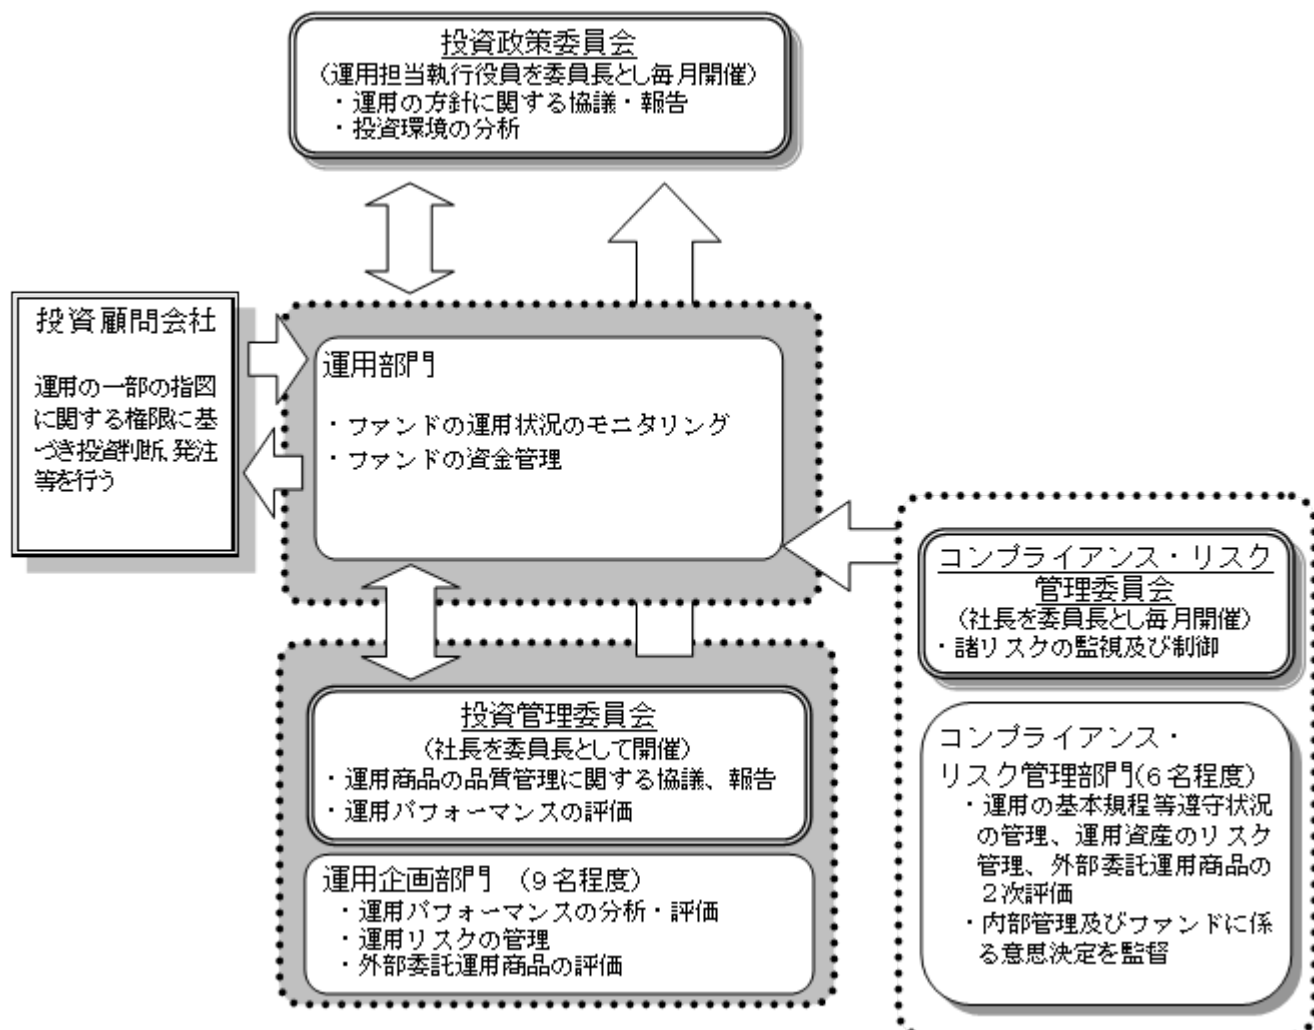 投資政策委員会
(運用担当執行役員を委員長とし毎月開催)
・運用の方針に関する協議・報告
・投資環境の分析
投資顧問会社
運用の一部の指図
に関する権限に基
づき投資判断、発注
等を行う
運用部門
・ファンドの運用状況のモニタリング
・ファンドの資金管理
コンプライアンス・リスク
管理委員会
(社長を委員長とし毎月開催)
・諸リスクの監視及び制御
投資管理委員会
(社長を委員長として開催)
・運用商品の品質管理に関する協議、報告
・運用パフォーマンスの評価
運用企画部門 (9名程度)
・運用パフォーマンスの分析・評価
・運用リスクの管理
・外部委託運用商品の評価
コンプライアンス・
リスク管理部門(6名程度)
・運用の基本規程等遵守状況
の管理、運用資産のリスク
管理、外部委託運用商品の
2次評価
・内部管理及びファンドに係
る意思決定を監督